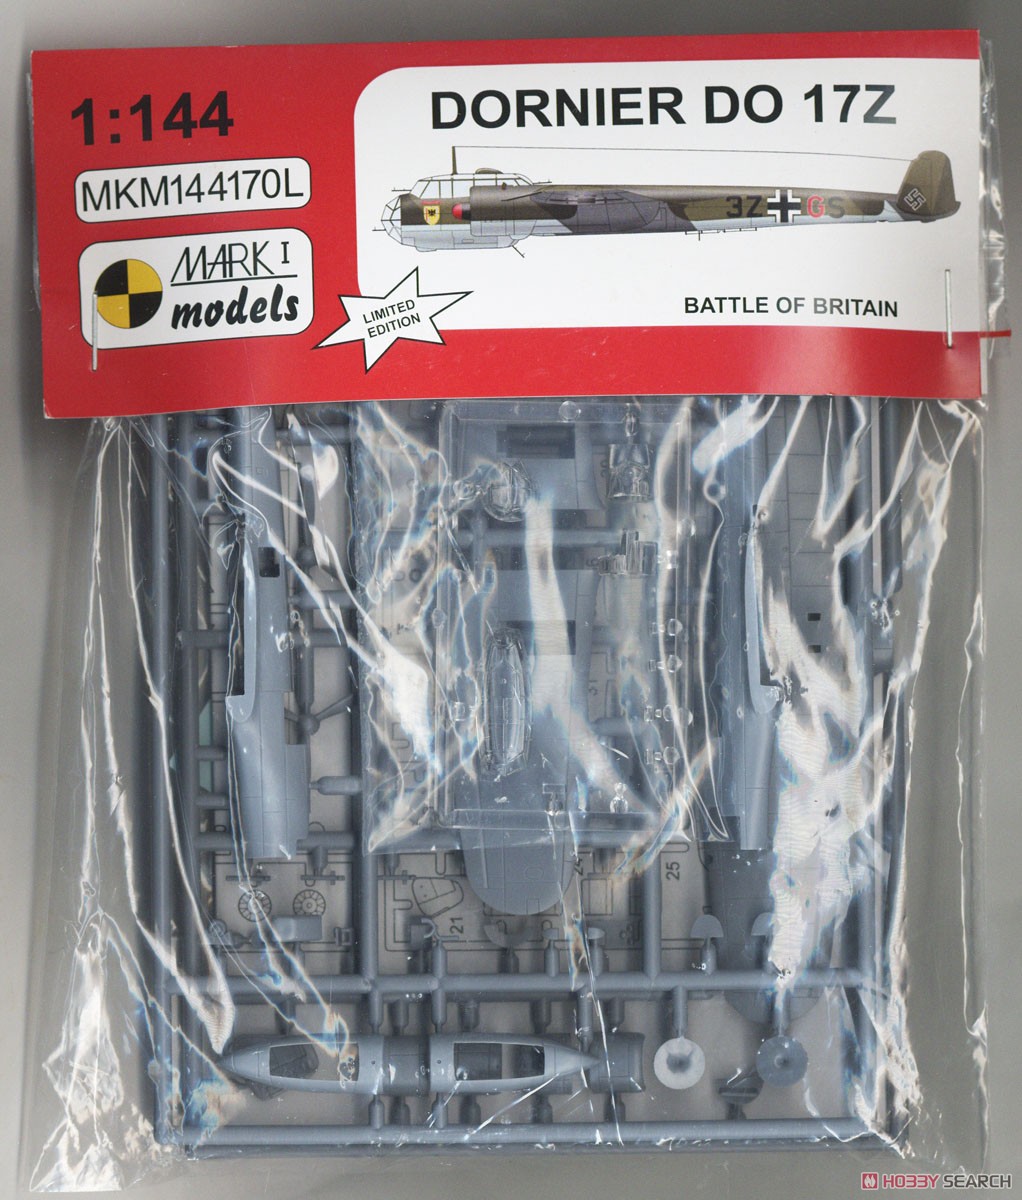 1:144
MKM144170L
MARK I
models
DORNIER DO 17Z
3Z GS
LIMITED
EDITION
BATTLE OF BRITAIN
21
25
HOBBY SEARCH